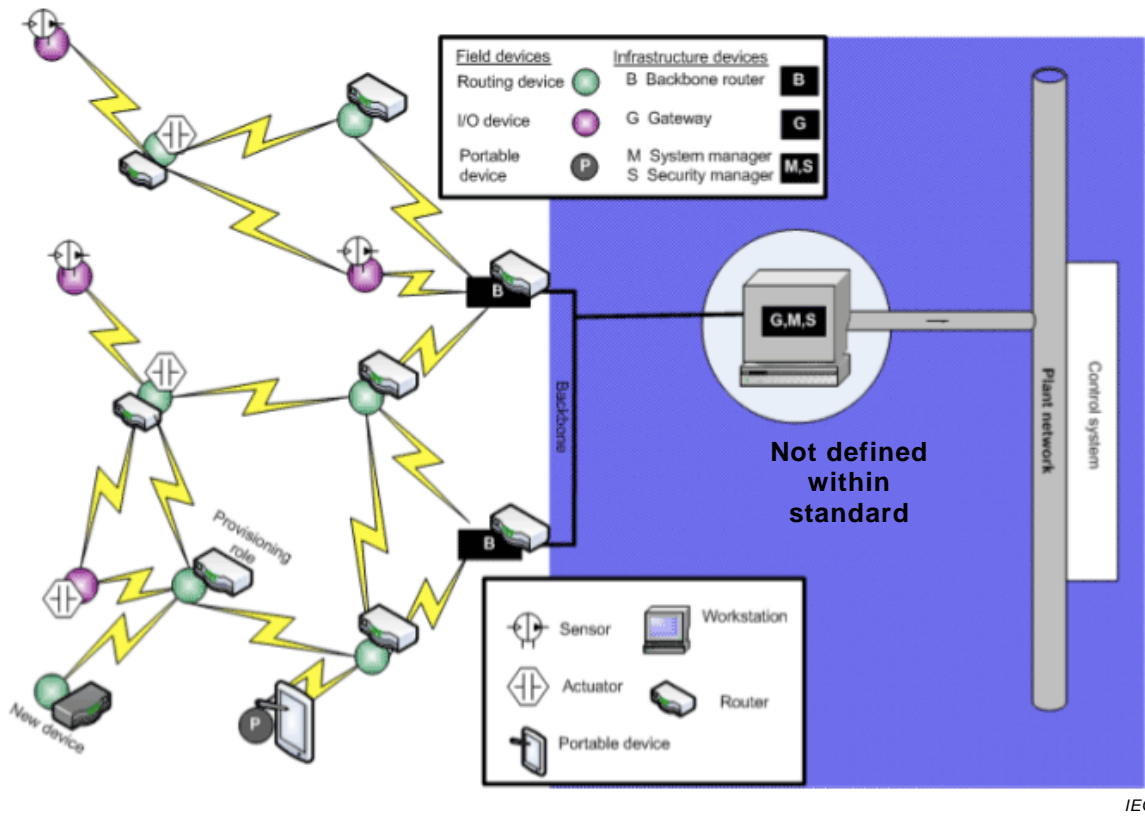 Field devices
Infrastructure devices
Routing device
B Backbone router
B
I/O device
G Gateway
G
Portable
device
P
M System manager
S Security manager
M,S
B
G,M,S
Backbone
Plant network
Control system
Not defined
within
standard
B
Provisioning
role
New device
P
Sensor
Workstation
Actuator
Router
Portable device